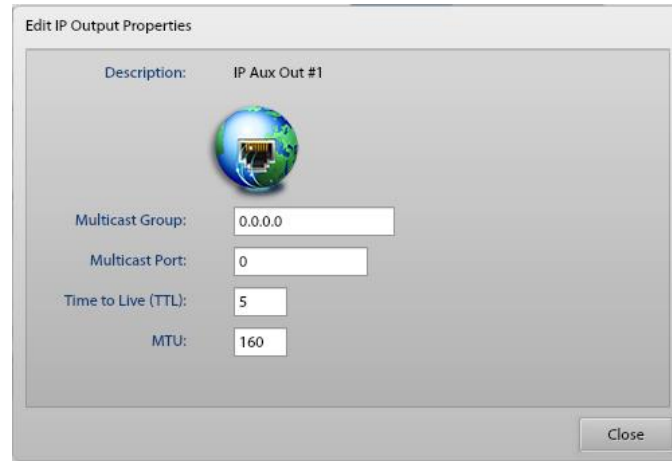 Edit IP Output Properties
Description: IP Aux Out #1
Multicast Group: 0.0.0.0
Multicast Port: 0
Time to Live (TTL): 5
MTU: 160
Close